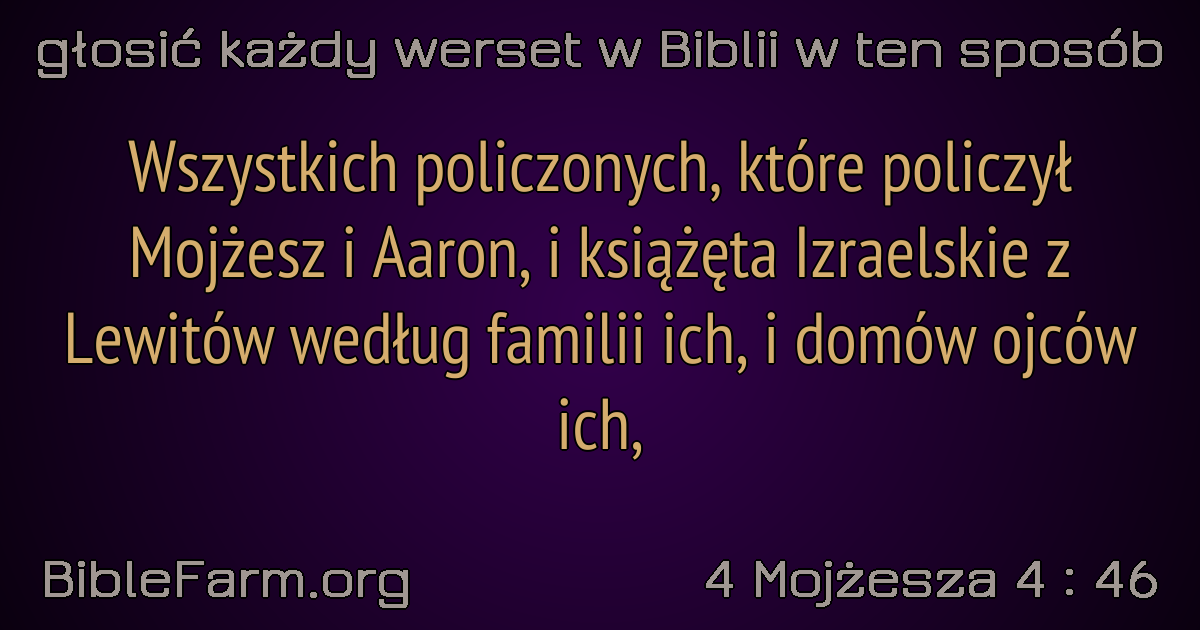 głosić każdy werset w Biblii w ten sposób
Wszystkich policzonych, które policzył
Mojżesz i Aaron, i książęta Izraelskie z
Lewitów według familii ich, i domów ojców
ich,
BibleFarm.org
4 Mojżesza 4 : 46